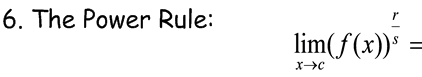 6. The Power Rule: lim(f(x))^(r/s) =
x→c